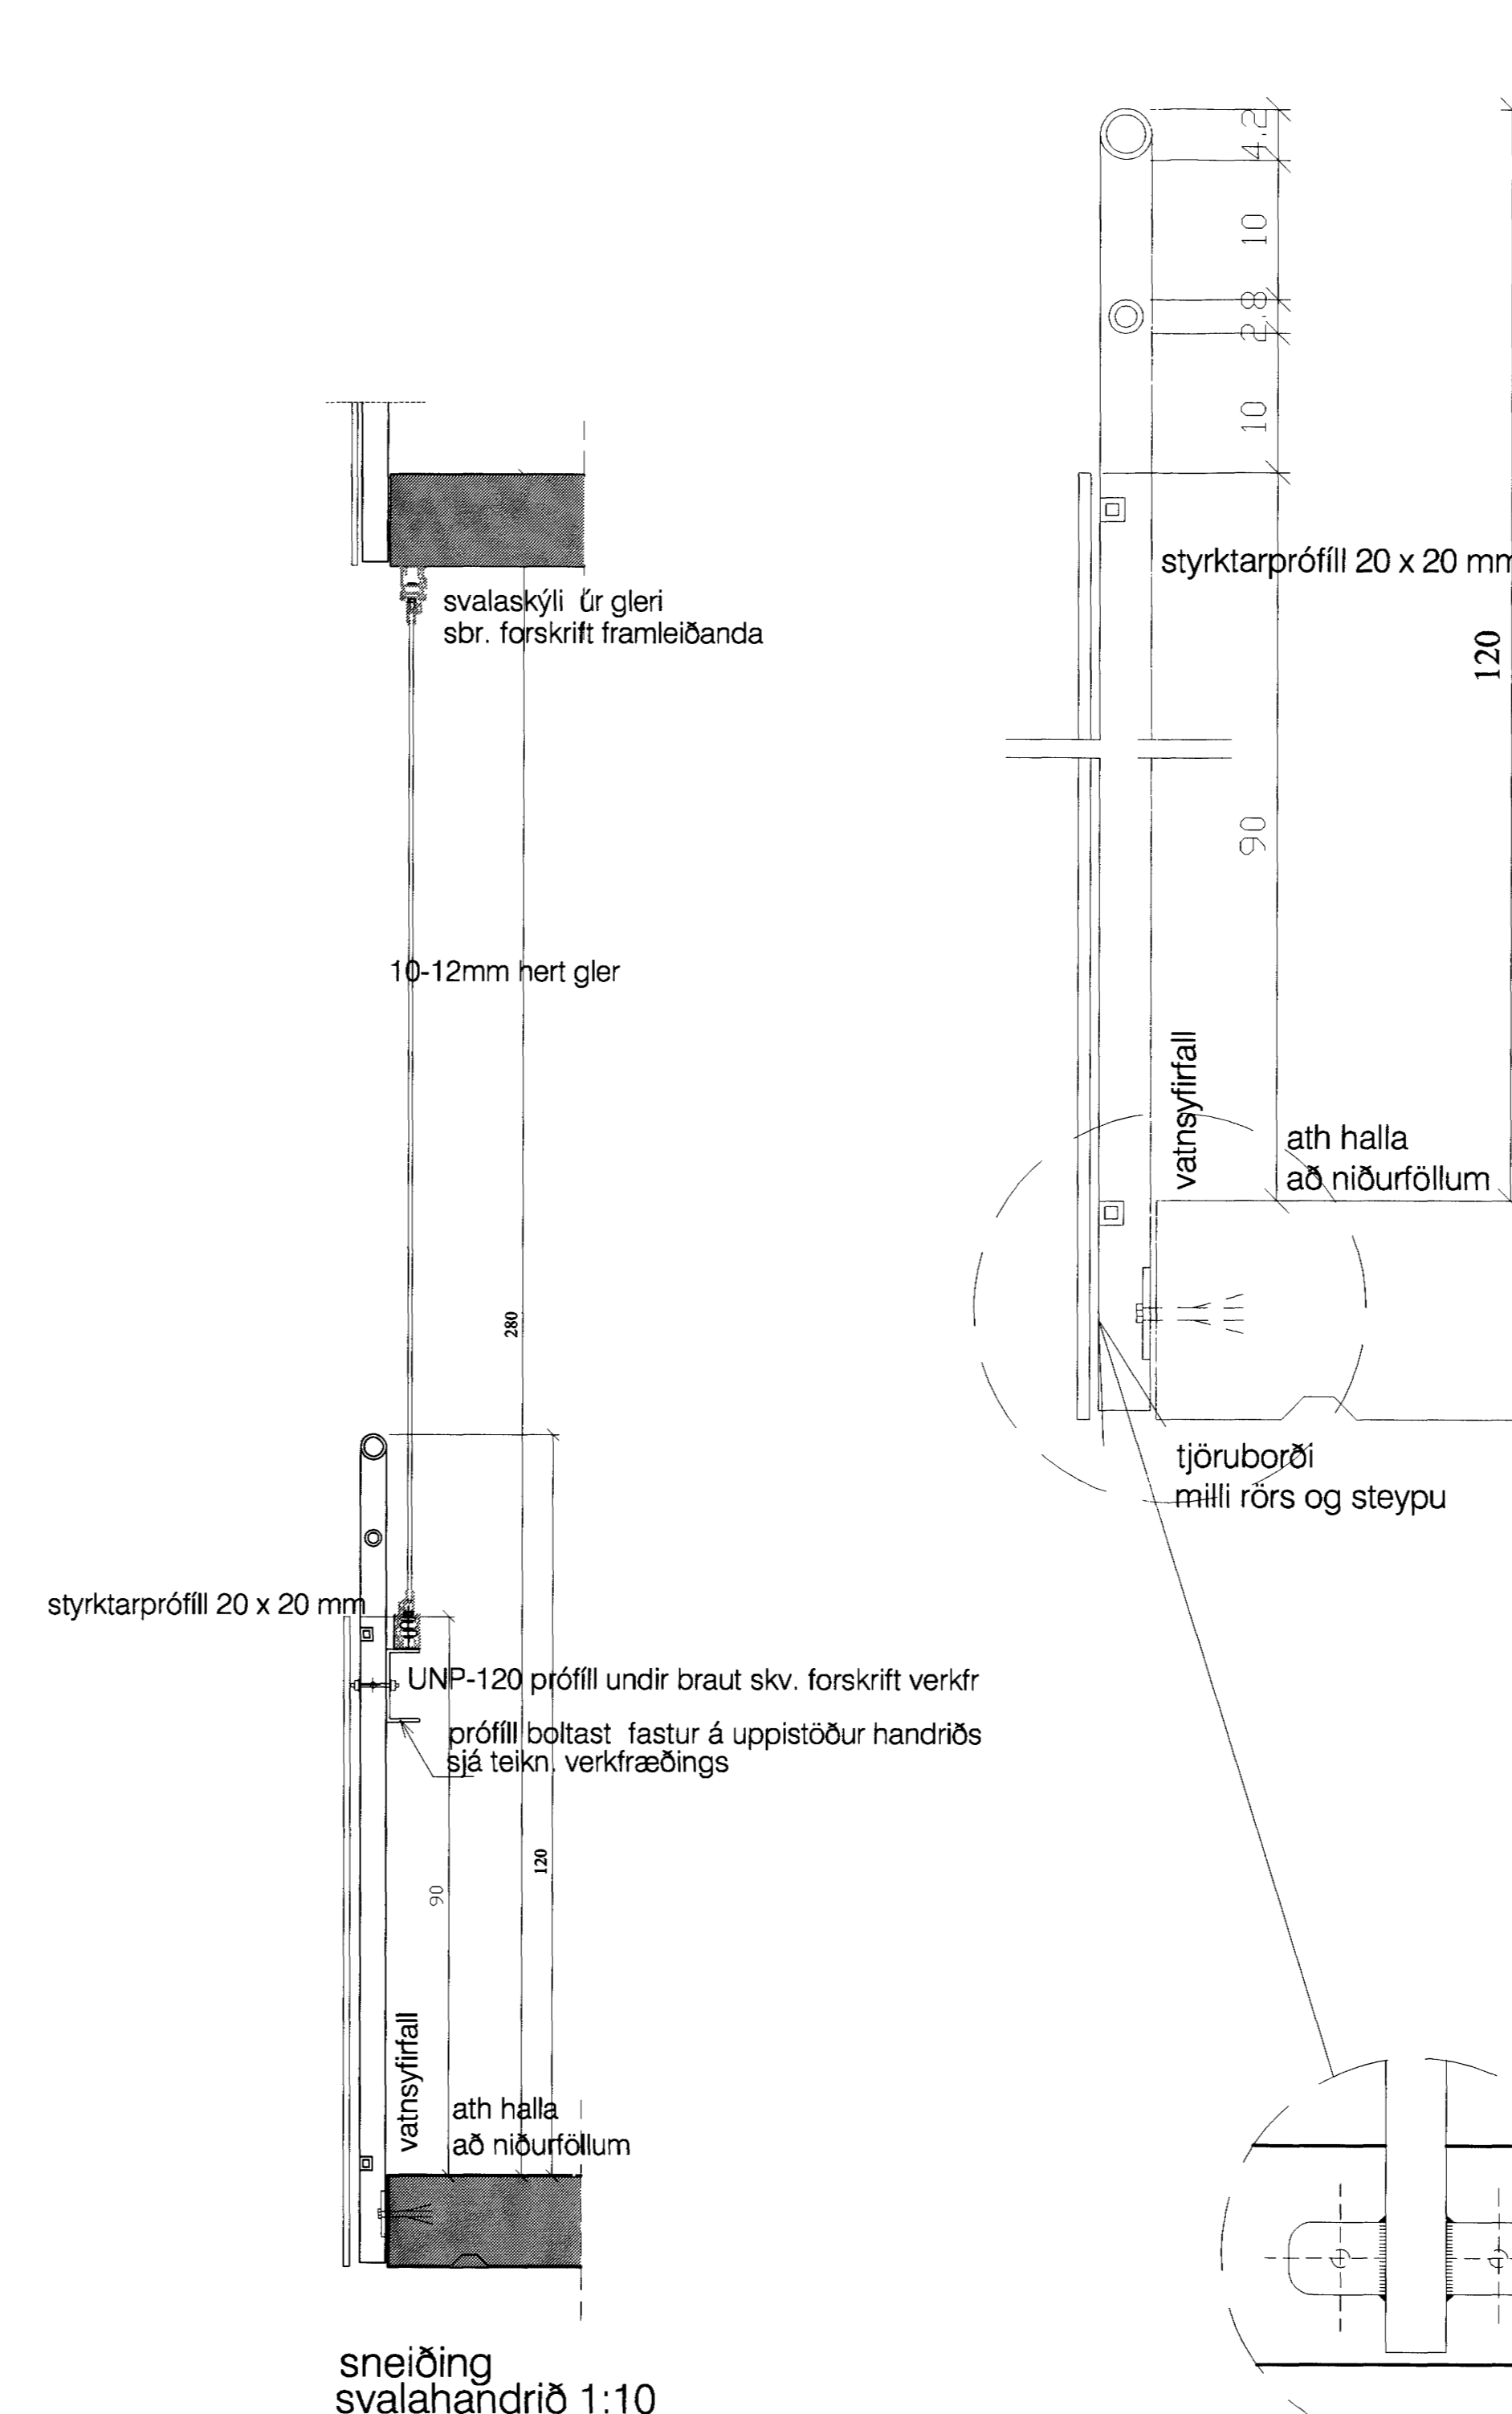 4.2
10
2.8
10
styrktarprófíll 20 x 20 mm
120
90
vatnsyfirfall
ath halla
að niðurföllum
tjöruborði
milli rörs og steypu
svalaskýli úr gleri
sbr. forskrift framleiðanda
10-12mm hert gler
280
styrktarprófíll 20 x 20 mm
UNP-120 prófíll undir braut skv. forskrift verkfr
prófíll boltast fastur á uppistöður handriðs
sjá teikn. verkfræðings
120
90
vatnsyfirfall
ath halla
að niðurföllum
sneiðing
svalahandrið 1:10